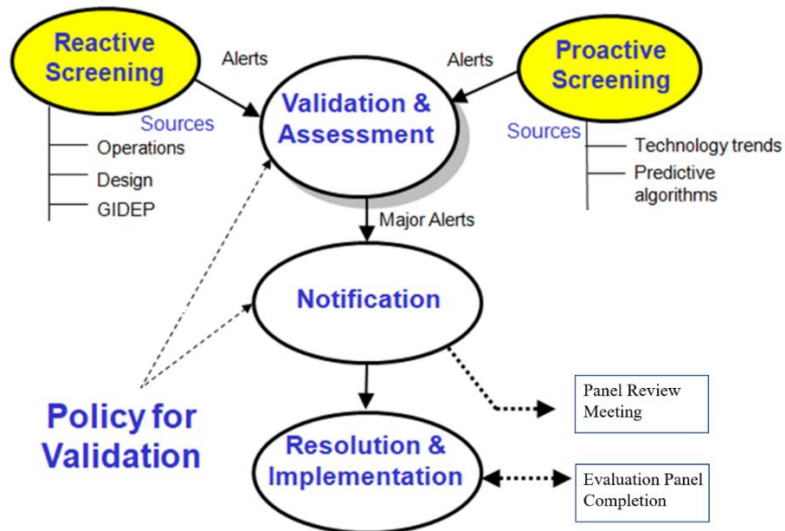 Reactive
Screening
Alerts
Alerts
Proactive
Screening
Validation &
Assessment
Sources
Operations
Design
GIDEP
Sources
Technology trends
Predictive
algorithms
Major Alerts
Notification
Policy for
Validation
Resolution &
Implementation
Panel Review
Meeting
Evaluation Panel
Completion